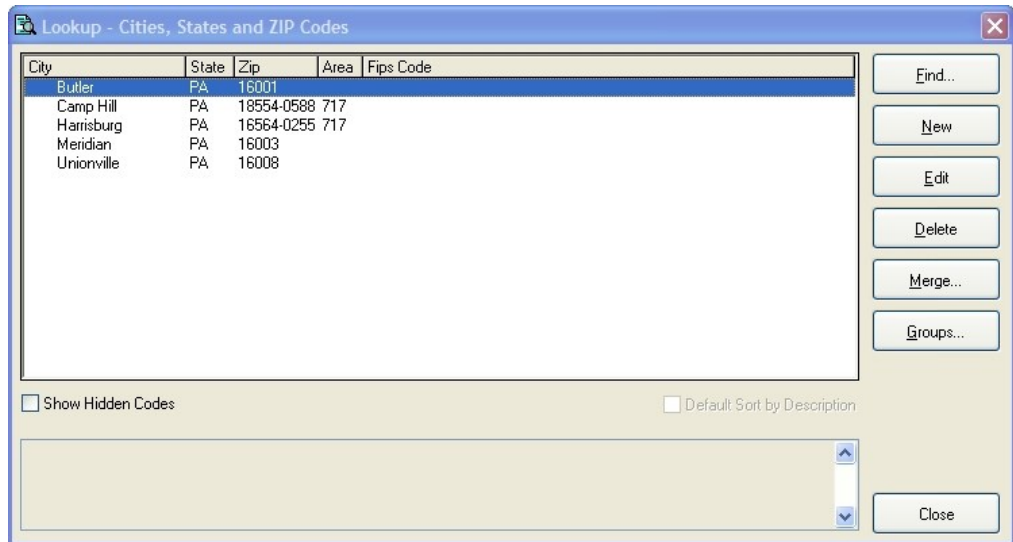 Lookup - Cities, States and ZIP Codes
City State Zip Area Fips Code
Butler PA 16001
Camp Hill PA 18554-0588 717
Harrisburg PA 16564-0255 717
Meridian PA 16003
Unionville PA 16008
Find...
New
Edit
Delete
Merge...
Groups...
Show Hidden Codes
Default Sort by Description
Close